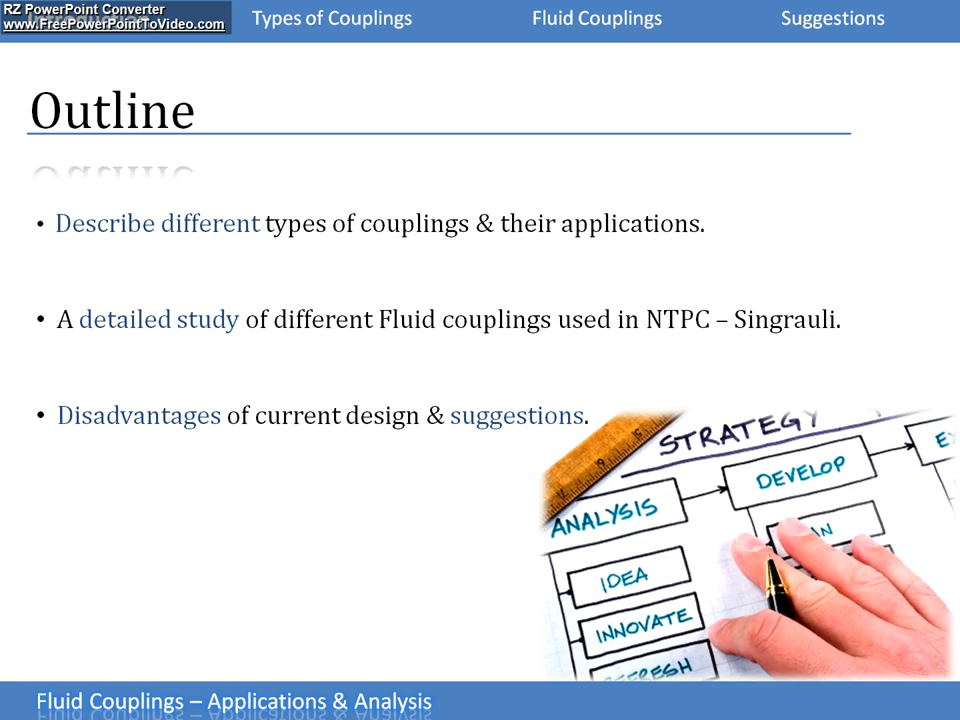 RZ PowerPoint Converter
www.FreePowerPointToVideo.com
Types of Couplings
Fluid Couplings
Suggestions
Outline
• Describe different types of couplings & their applications.
• A detailed study of different Fluid couplings used in NTPC – Singrauli.
• Disadvantages of current design & suggestions.
STRATEGY
ANALYSIS
DEVELOP
IDEA
INNOVATE
REFRESH
Fluid Couplings – Applications & Analysis